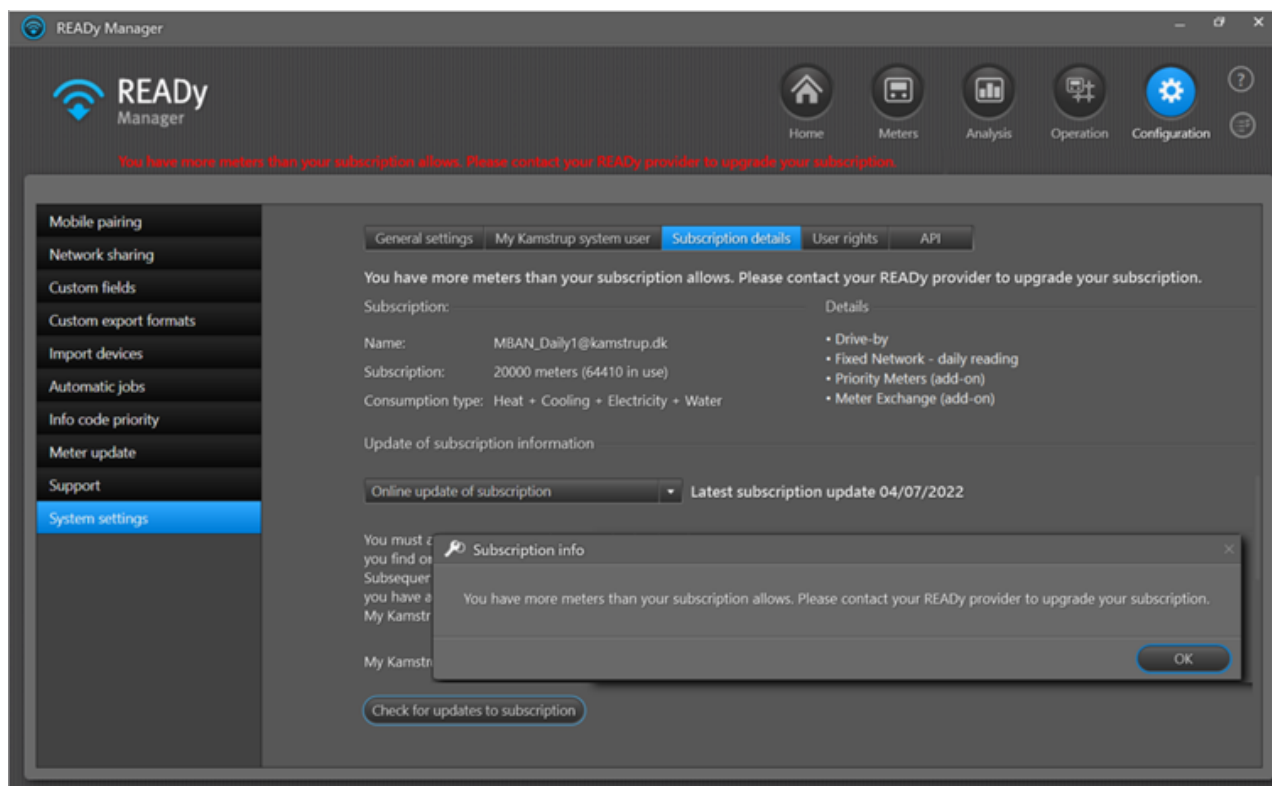 READy Manager
READy
Manager
Home Meters Analysis Operation Configuration
You have more meters than your subscription allows. Please contact your READy provider to upgrade your subscription.
Mobile pairing
Network sharing
Custom fields
Custom export formats
Import devices
Automatic jobs
Info code priority
Meter update
Support
System settings
General settings My Kamstrup system user Subscription details User rights API
You have more meters than your subscription allows. Please contact your READy provider to upgrade your subscription.
Subscription:
Name: MBAN_Daily1@kamstrup.dk
Subscription: 20000 meters (64410 in use)
Consumption type: Heat + Cooling + Electricity + Water
Details
• Drive-by
• Fixed Network - daily reading
• Priority Meters (add-on)
• Meter Exchange (add-on)
Update of subscription information
Online update of subscription Latest subscription update 04/07/2022
You must
you find
you have
My
My
Subscription info
You have more meters than your subscription allows. Please contact your READy provider to upgrade your subscription.
OK
Check for updates to subscription